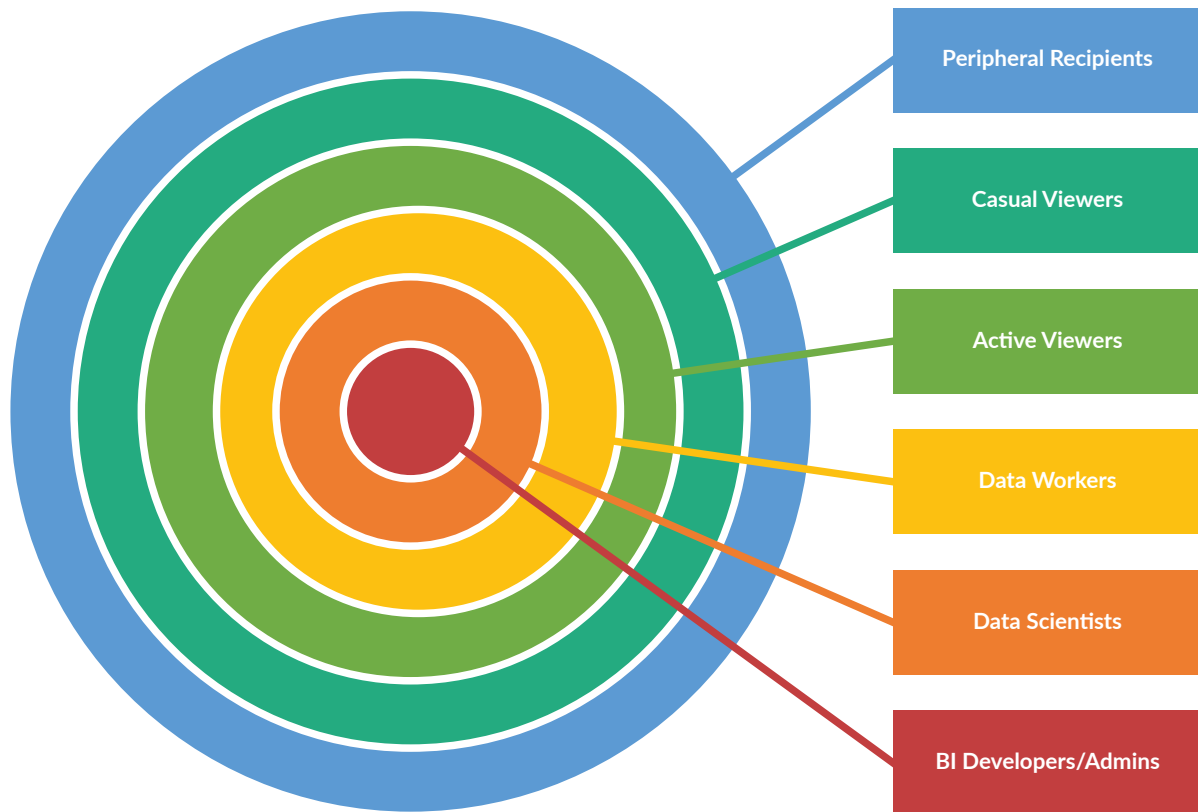 Peripheral Recipients
Casual Viewers
Active Viewers
Data Workers
Data Scientists
BI Developers/Admins